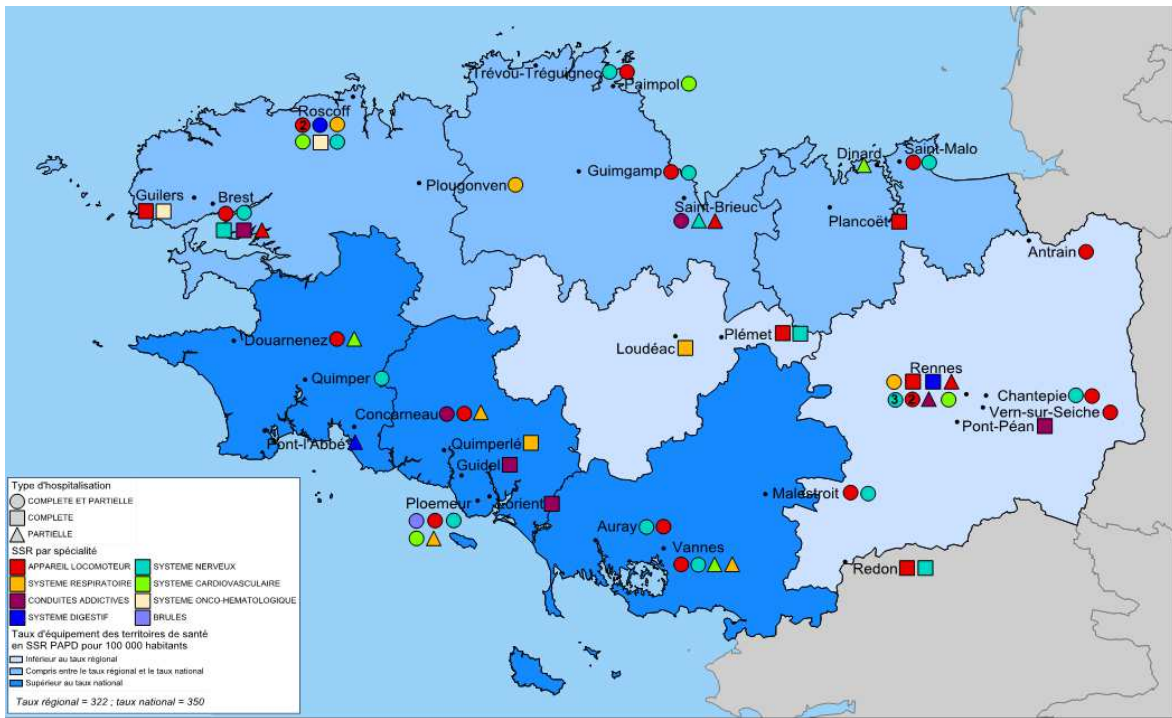 Trévou-Tréguignec
Paimpol
Roscoff
2
Dinard
Saint-Malo
Guimgamp
Plougonven
Guilers
Brest
Saint-Brieuc
Plancoët
Antrain
Plémet
Loudéac
Douarnenez
Rennes
Quimper
3
2
Chantepie
Vern-sur-Seiche
Concarneau
Pont-Péan
Pont-l'Abbé
Quimperlé
Guidel
Malestroit
Ploemeur
Lorient
Auray
Vannes
Redon
Type d'hospitalisation
COMPLETE ET PARTIELLE
COMPLETE
PARTIELLE
SSR par spécialité
APPAREIL LOCOMOTEUR
SYSTEME NERVEUX
SYSTEME RESPIRATOIRE
SYSTEME CARDIOVASCULAIRE
CONDUITES ADDICTIVES
SYSTEME ONCO-HEMATOLOGIQUE
SYSTEME DIGESTIF
BRULES
Taux d'équipement des territoires de santé
en SSR PAPD pour 100 000 habitants
Inférieur au taux régional
Compris entre le taux régional et le taux national
Supérieur au taux national
Taux régional = 322 ; taux national = 350